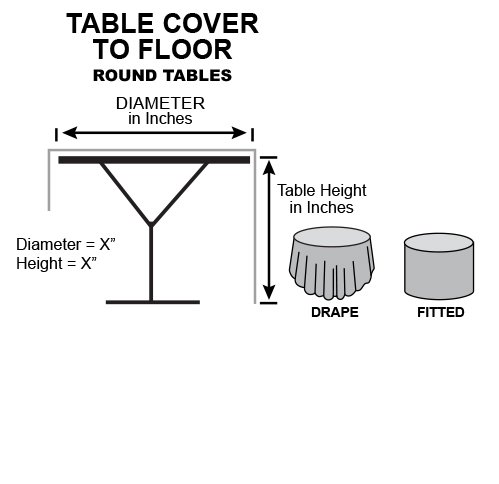 TABLE COVER
TO FLOOR
ROUND TABLES
DIAMETER
in Inches
Table Height
in Inches
Diameter = X”
Height = X”
DRAPE
FITTED